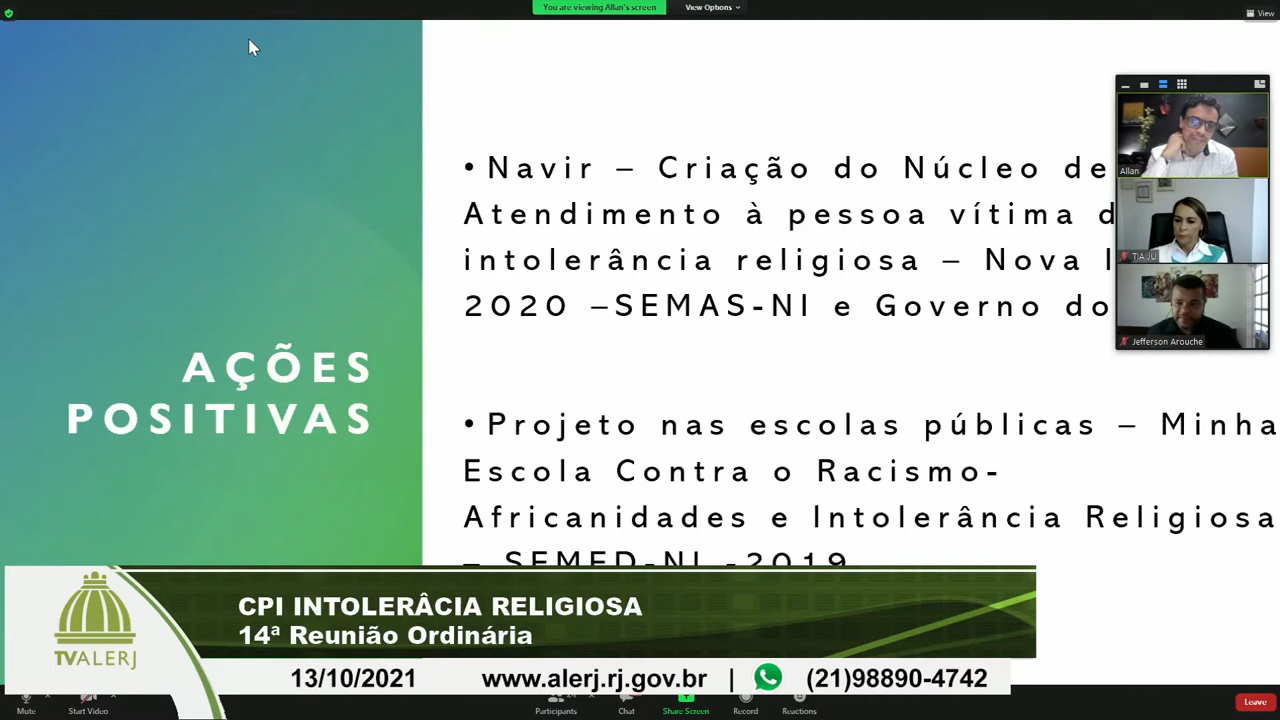 You are viewing Allan's screen
View Options
View
• Navir – Criação do Núcleo de
Atendimento à pessoa vítima d
intolerância religiosa – Nova I
2020 –SEMAS-NI e Governo do
Allan
TIA JU
Jefferson Arouche
AÇÕES
POSITIVAS
• Projeto nas escolas públicas – Minha
Escola Contra o Racismo-
Africanidades e Intolerância Religiosa
– SEMED-NI -2019
CPI INTOLERÂCIA RELIGIOSA
14ª Reunião Ordinária
TVALERJ
13/10/2021 www.alerj.rj.gov.br | (21)98890-4742
Mute
Start Video
Participants
Chat
Share Screen
Record
Reactions
Leave